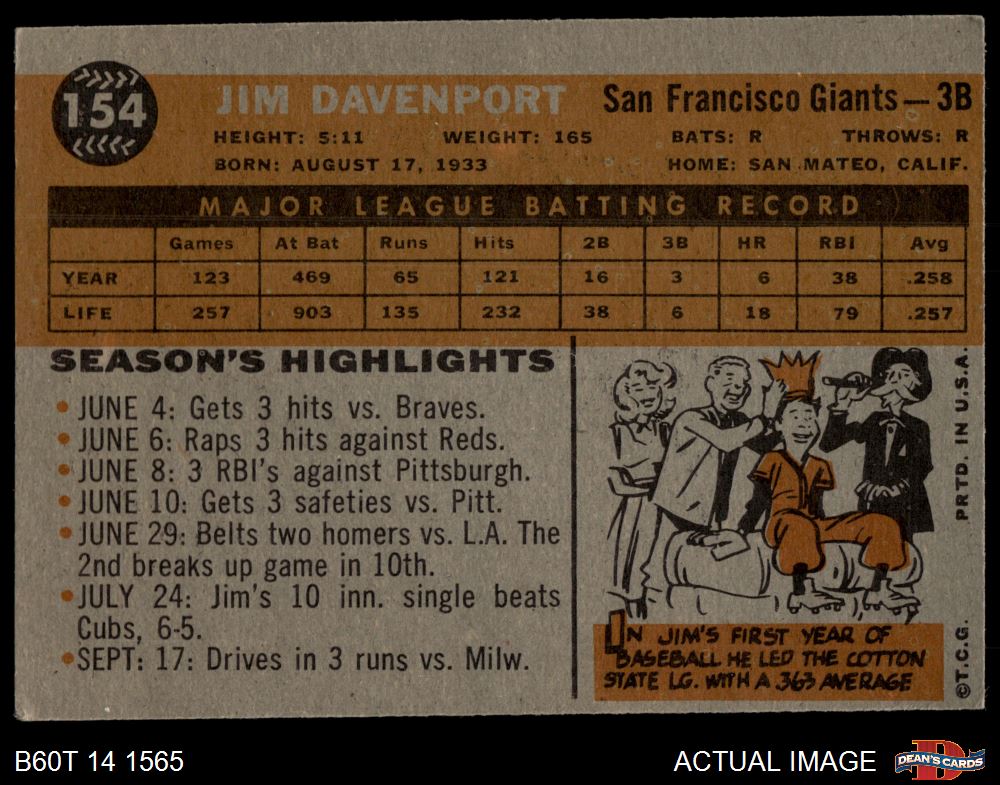 154
JIM DAVENPORT San Francisco Giants — 3B
HEIGHT: 5:11 WEIGHT: 165 BATS: R THROWS: R
BORN: AUGUST 17, 1933 HOME: SAN MATEO, CALIF.
MAJOR LEAGUE BATTING RECORD
Games At Bat Runs Hits 2B 3B HR RBI Avg
YEAR 123 469 65 121 16 3 6 38 .258
LIFE 257 903 135 232 38 6 18 79 .257
SEASON'S HIGHLIGHTS
• JUNE 4: Gets 3 hits vs. Braves.
• JUNE 6: Raps 3 hits against Reds.
• JUNE 8: 3 RBI's against Pittsburgh.
• JUNE 10: Gets 3 safeties vs. Pitt.
• JUNE 29: Belts two homers vs. L.A. The
2nd breaks up game in 10th.
• JULY 24: Jim's 10 inn. single beats
Cubs, 6-5.
• SEPT: 17: Drives in 3 runs vs. Milw.
IN JIM'S FIRST YEAR OF
BASEBALL HE LED THE COTTON
STATE LG. WITH A .363 AVERAGE
©T.C.G. PRTD. IN U.S.A.
B60T 14 1565 ACTUAL IMAGE DEAN'S CARDS